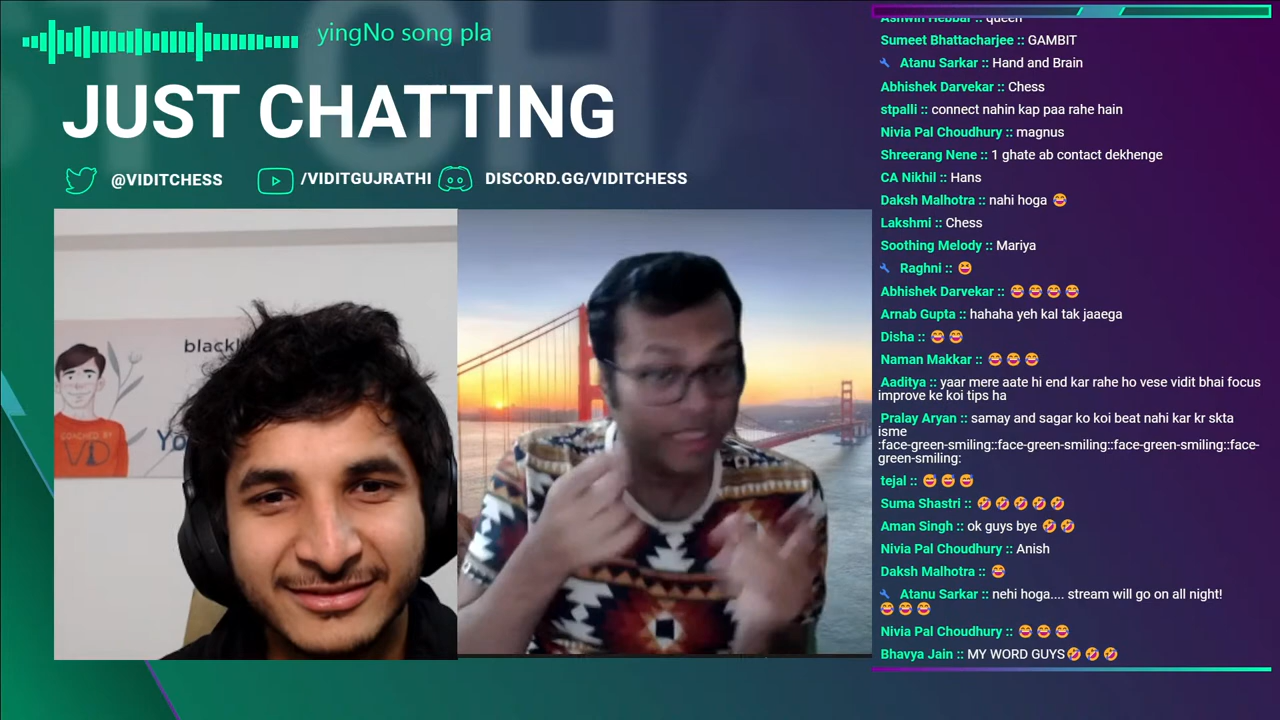 yingNo song pla
JUST CHATTING
@VIDITCHESS
/VIDITGUJRATHI
DISCORD.GG/VIDITCHESS
COACHED BY
VID
Ashwin Hebbar :: queen
Sumeet Bhattacharjee :: GAMBIT
Atanu Sarkar :: Hand and Brain
Abhishek Darvekar :: Chess
stpalli :: connect nahin kap paa rahe hain
Nivia Pal Choudhury :: magnus
Shreerang Nene :: 1 ghate ab contact dekhenge
CA Nikhil :: Hans
Daksh Malhotra :: nahi hoga 😂
Lakshmi :: Chess
Soothing Melody :: Mariya
Raghni :: 😄
Abhishek Darvekar :: 😂 😂 😂 😂
Arnab Gupta :: hahaha yeh kal tak jaaega
Disha :: 😂 😂
Naman Makkar :: 😂 😂 😂
Aaditya :: yaar mere aate hi end kar rahe ho vese vidit bhai focus
improve ke koi tips ha
Pralay Aryan :: samay and sagar ko koi beat nahi kar kr skta
isme
:face-green-smiling::face-green-smiling::face-green-smiling::face-
green-smiling:
tejal :: 😅 😅 😅
Suma Shastri :: 🤣 🤣 🤣 🤣 🤣
Aman Singh :: ok guys bye 🤣 🤣
Nivia Pal Choudhury :: Anish
Daksh Malhotra :: 😂
Atanu Sarkar :: nehi hoga.... stream will go on all night!
😂 😂 😂
Nivia Pal Choudhury :: 😂 😂 😂
Bhavya Jain :: MY WORD GUYS🤣 🤣 🤣